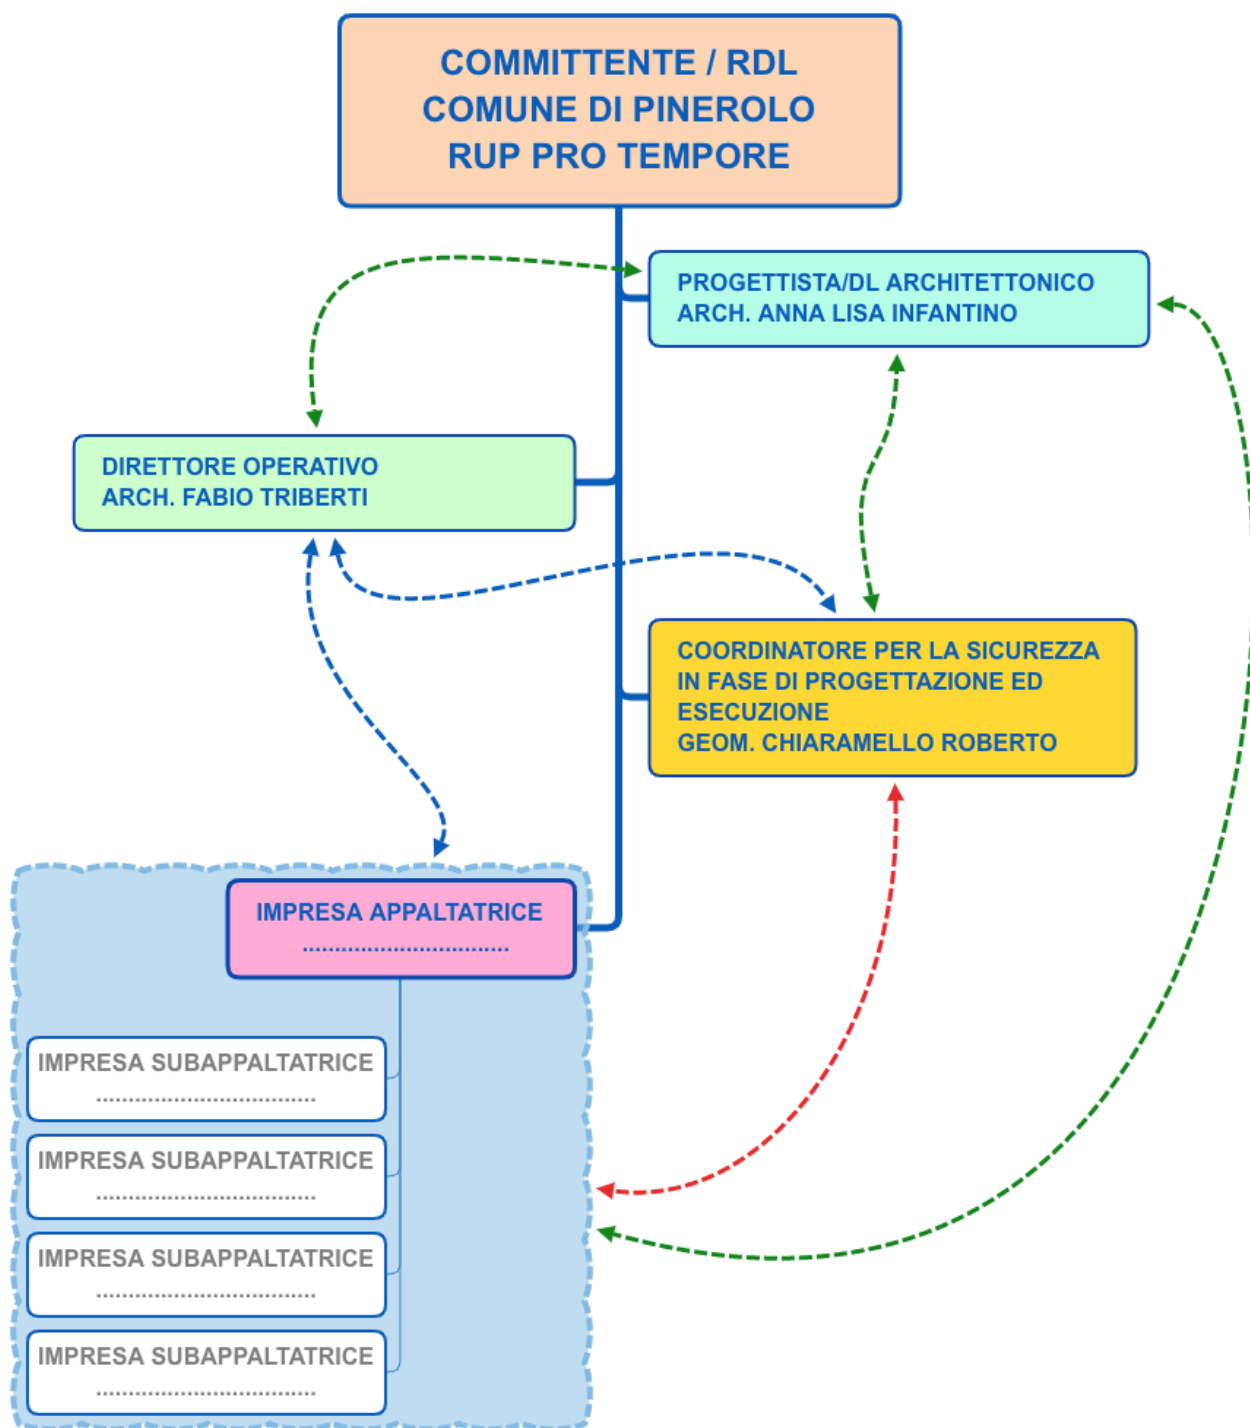 COMMITTENTE / RDL
COMUNE DI PINEROLO
RUP PRO TEMPORE
PROGETTISTA/DL ARCHITETTONICO
ARCH. ANNA LISA INFANTINO
DIRETTORE OPERATIVO
ARCH. FABIO TRIBERTI
COORDINATORE PER LA SICUREZZA
IN FASE DI PROGETTAZIONE ED
ESECUZIONE
GEOM. CHIARAMELLO ROBERTO
IMPRESA APPALTATRICE
................................
IMPRESA SUBAPPALTATRICE
..................................
IMPRESA SUBAPPALTATRICE
..................................
IMPRESA SUBAPPALTATRICE
..................................
IMPRESA SUBAPPALTATRICE
..................................